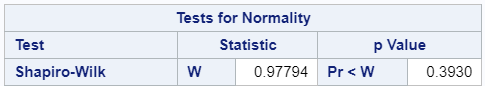 Tests for Normality
Test Statistic p Value
Shapiro-Wilk W 0.97794 Pr < W 0.3930